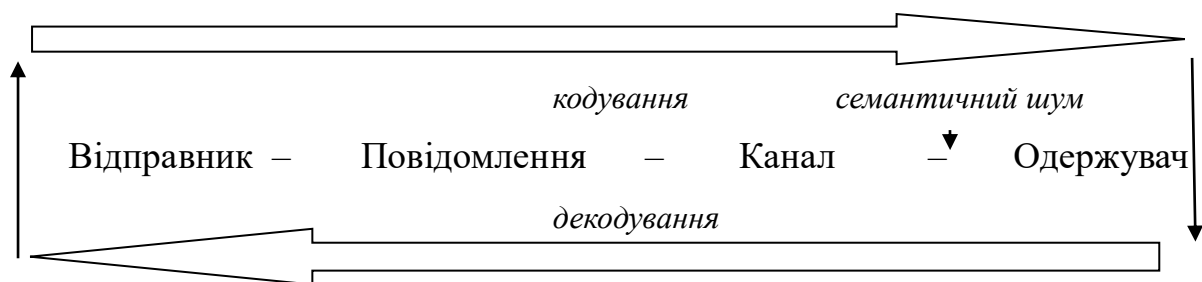 кодування семантичний шум
Відправник – Повідомлення – Канал – Одержувач
декодування